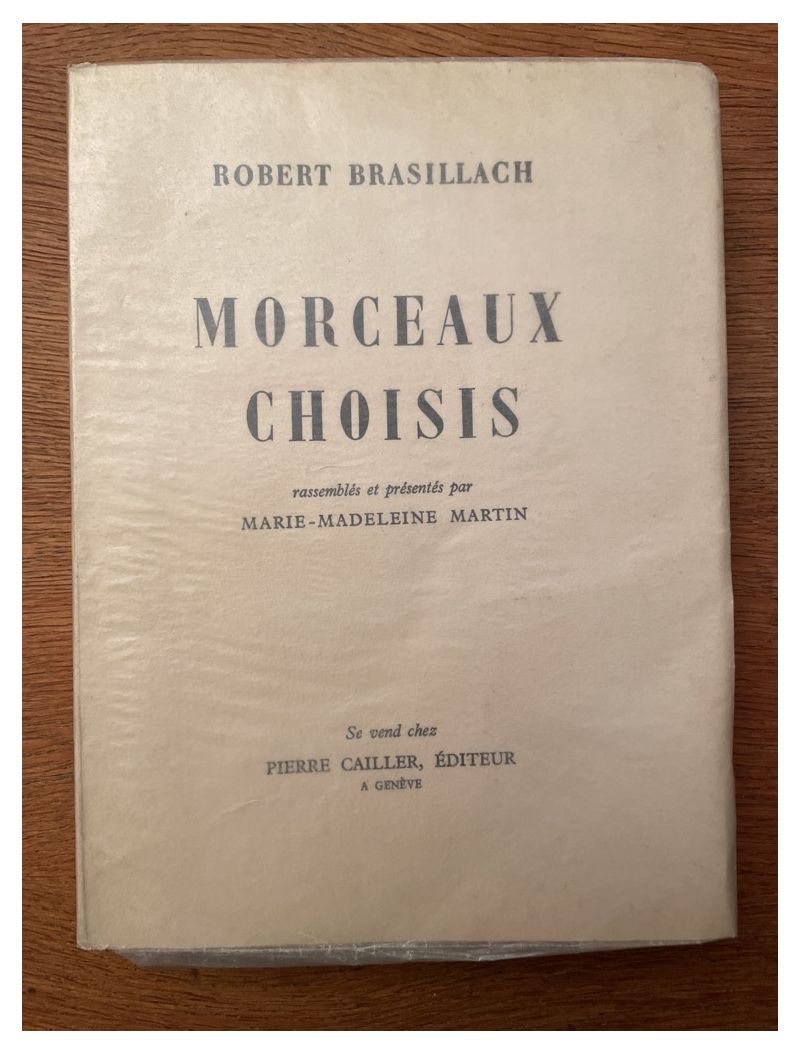 ROBERT BRASILLACH
MORCEAUX
CHOISIS
rassemblés et présentés par
MARIE-MADELEINE MARTIN
Se vend chez
PIERRE CAILLER, ÉDITEUR
A GENÈVE